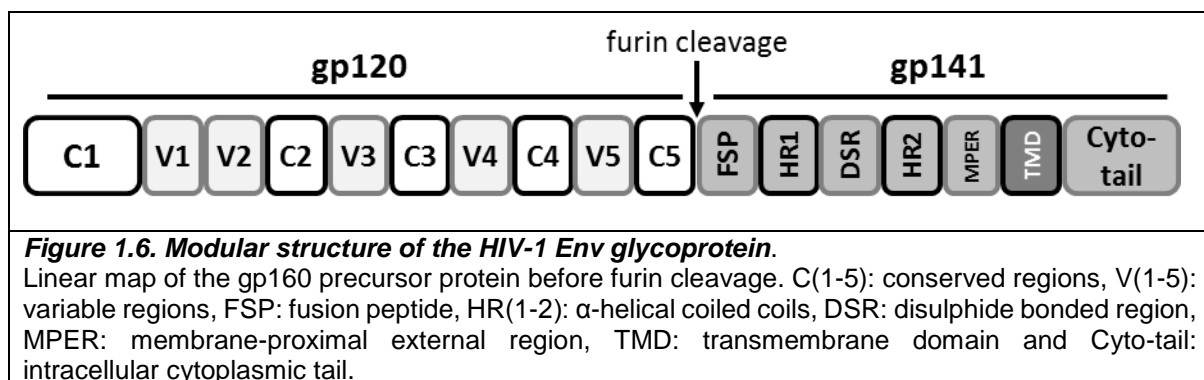 furin cleavage
gp120 gp141
C1 V1 V2 C2 V3 C3 V4 C4 V5 C5 FSP HR1 DSR HR2 MPER TMD Cyto-
tail
Figure 1.6. Modular structure of the HIV-1 Env glycoprotein.
Linear map of the gp160 precursor protein before furin cleavage. C(1-5): conserved regions, V(1-5):
variable regions, FSP: fusion peptide, HR(1-2): α-helical coiled coils, DSR: disulphide bonded region,
MPER: membrane-proximal external region, TMD: transmembrane domain and Cyto-tail:
intracellular cytoplasmic tail.